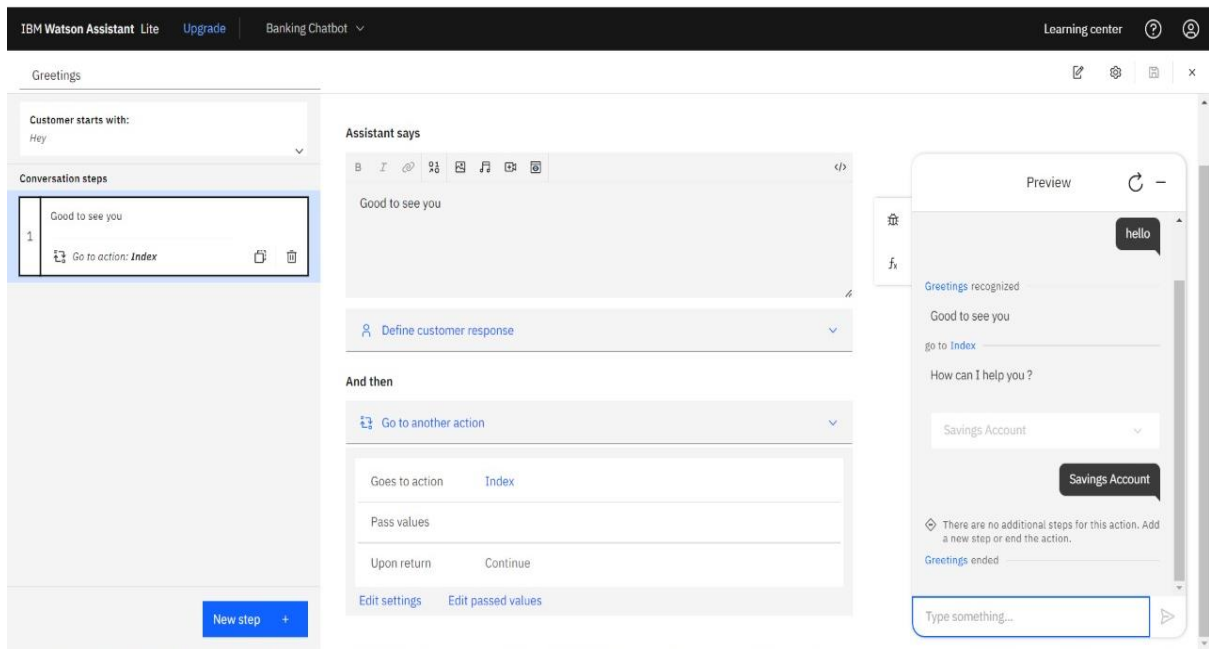 IBM Watson Assistant Lite Upgrade Banking Chatbot Learning center
Greetings
Customer starts with:
Hey
Conversation steps
1
Good to see you
Go to action: Index
New step +
Assistant says
B I
Good to see you
Define customer response
And then
Go to another action
Goes to action Index
Pass values
Upon return Continue
Edit settings Edit passed values
fx
Preview
hello
Greetings recognized
Good to see you
go to Index
How can I help you ?
Savings Account
Savings Account
There are no additional steps for this action. Add
a new step or end the action.
Greetings ended
Type something...